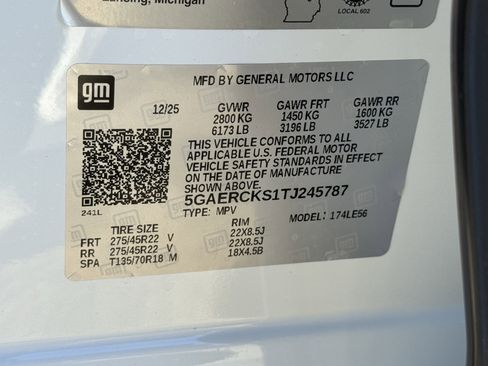 Lansing, Michigan
LOCAL 602
gm
MFD BY GENERAL MOTORS LLC
12/25 GVWR GAWR FRT GAWR RR
2800 KG 1450 KG 1600 KG
6173 LB 3196 LB 3527 LB
THIS VEHICLE CONFORMS TO ALL
APPLICABLE U.S. FEDERAL MOTOR
VEHICLE SAFETY STANDARDS IN EFFECT
ON THE DATE OF MANUFACTURE
SHOWN ABOVE.
5GAERCKS1TJ245787
TYPE: MPV MODEL: 174LE56
241L
TIRE SIZE RIM
FRT 275/45R22 V 22X8.5J
RR 275/45R22 V 22X8.5J
SPA T135/70R18 M 18X4.5B